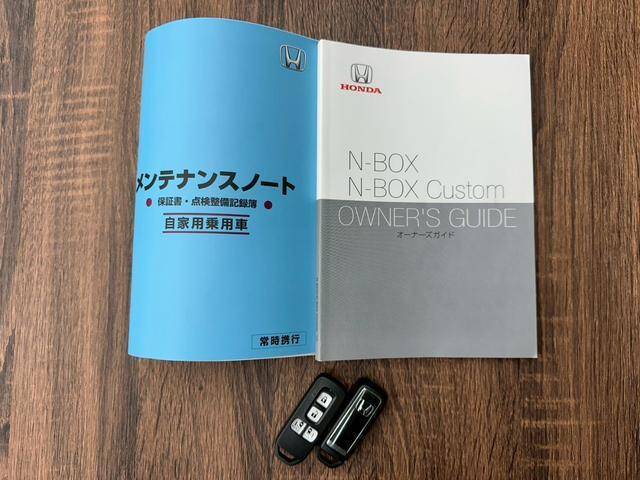 メンテナンスノート
保証書・点検整備記録簿
自家用乗用車
常時携行
HONDA
N-BOX
N-BOX Custom
OWNER'S GUIDE
オーナーズガイド